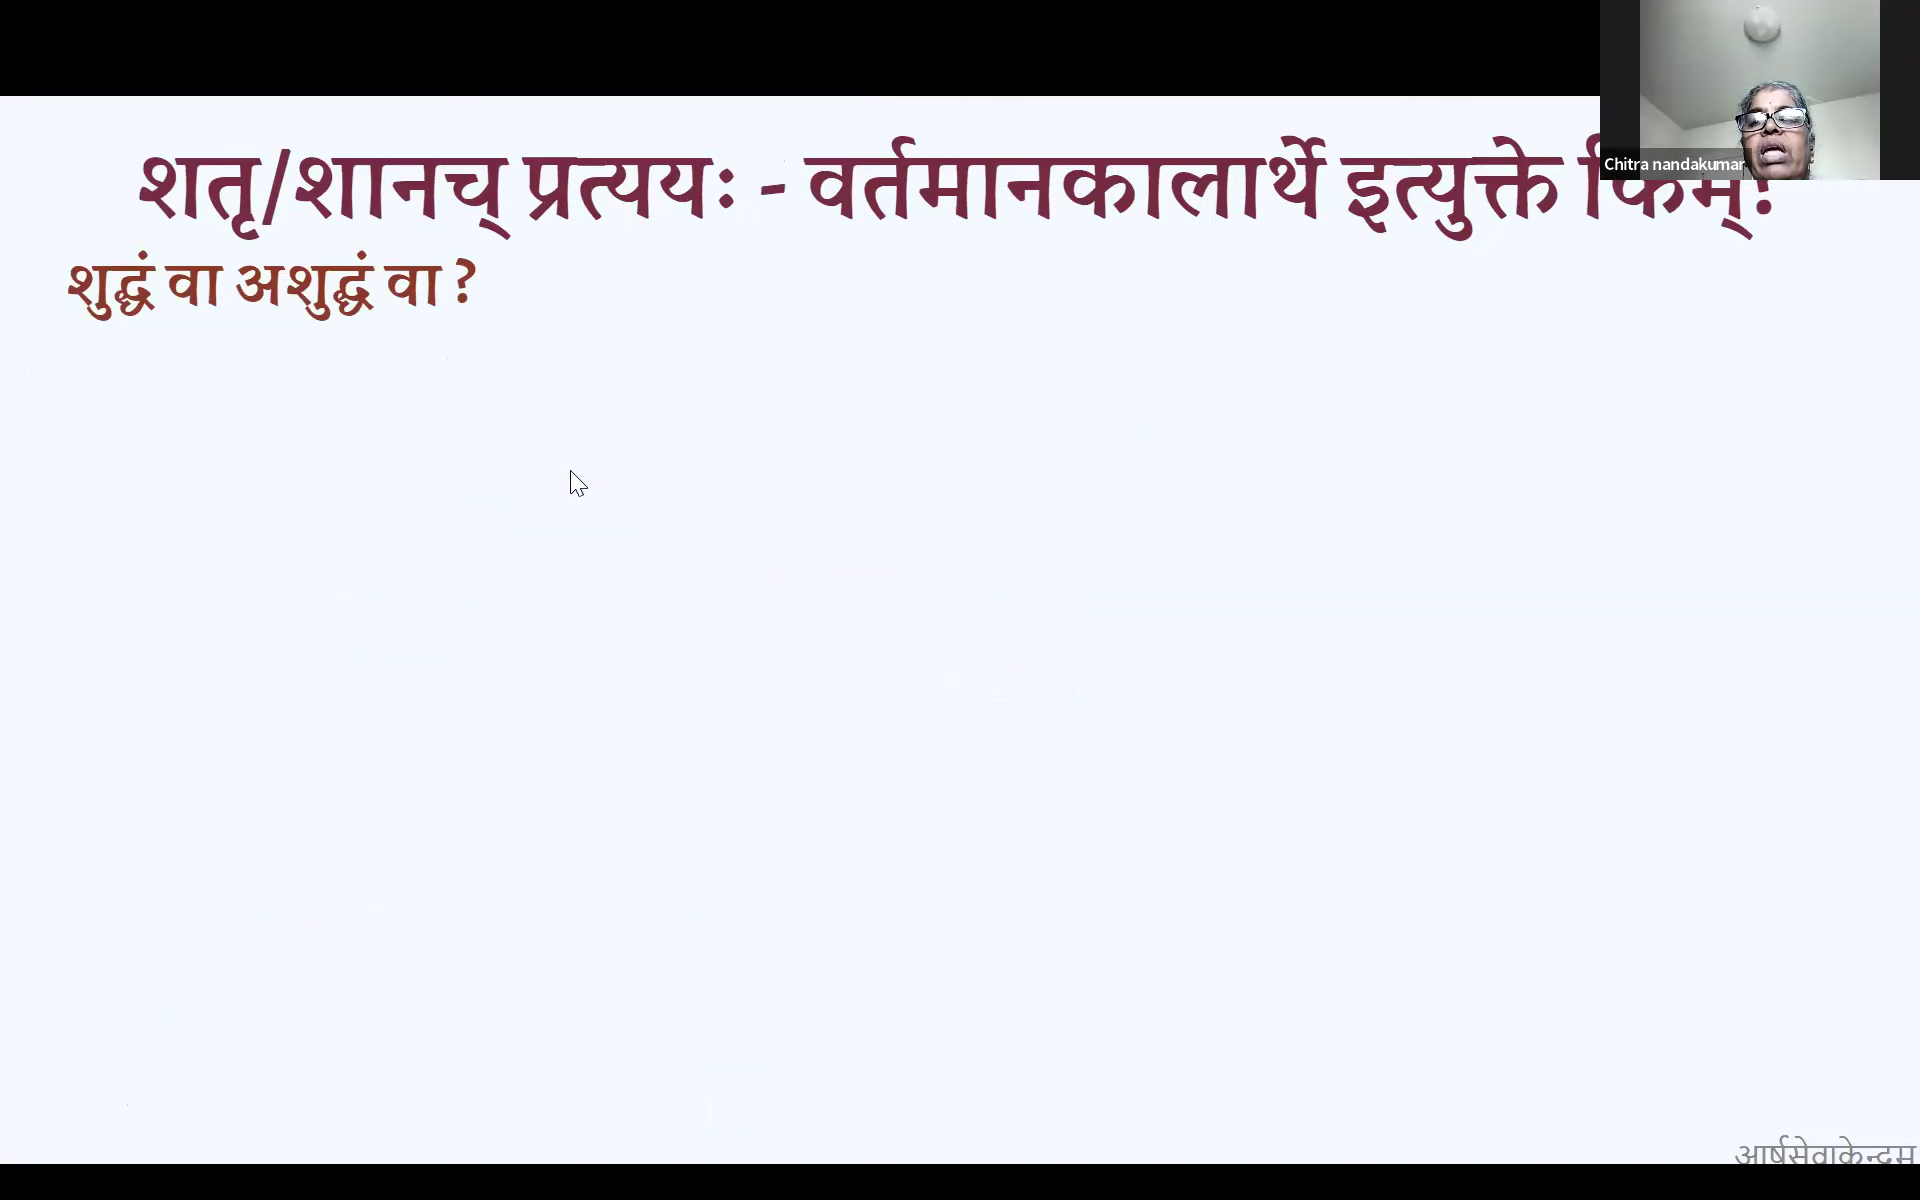 शतृ/शानच् प्रत्ययः - वर्तमानकालार्थे इत्युक्ते किम्?
Chitra nandakumar
शुद्धं वा अशुद्धं वा ?
आर्षसेवाकेन्द्रम्